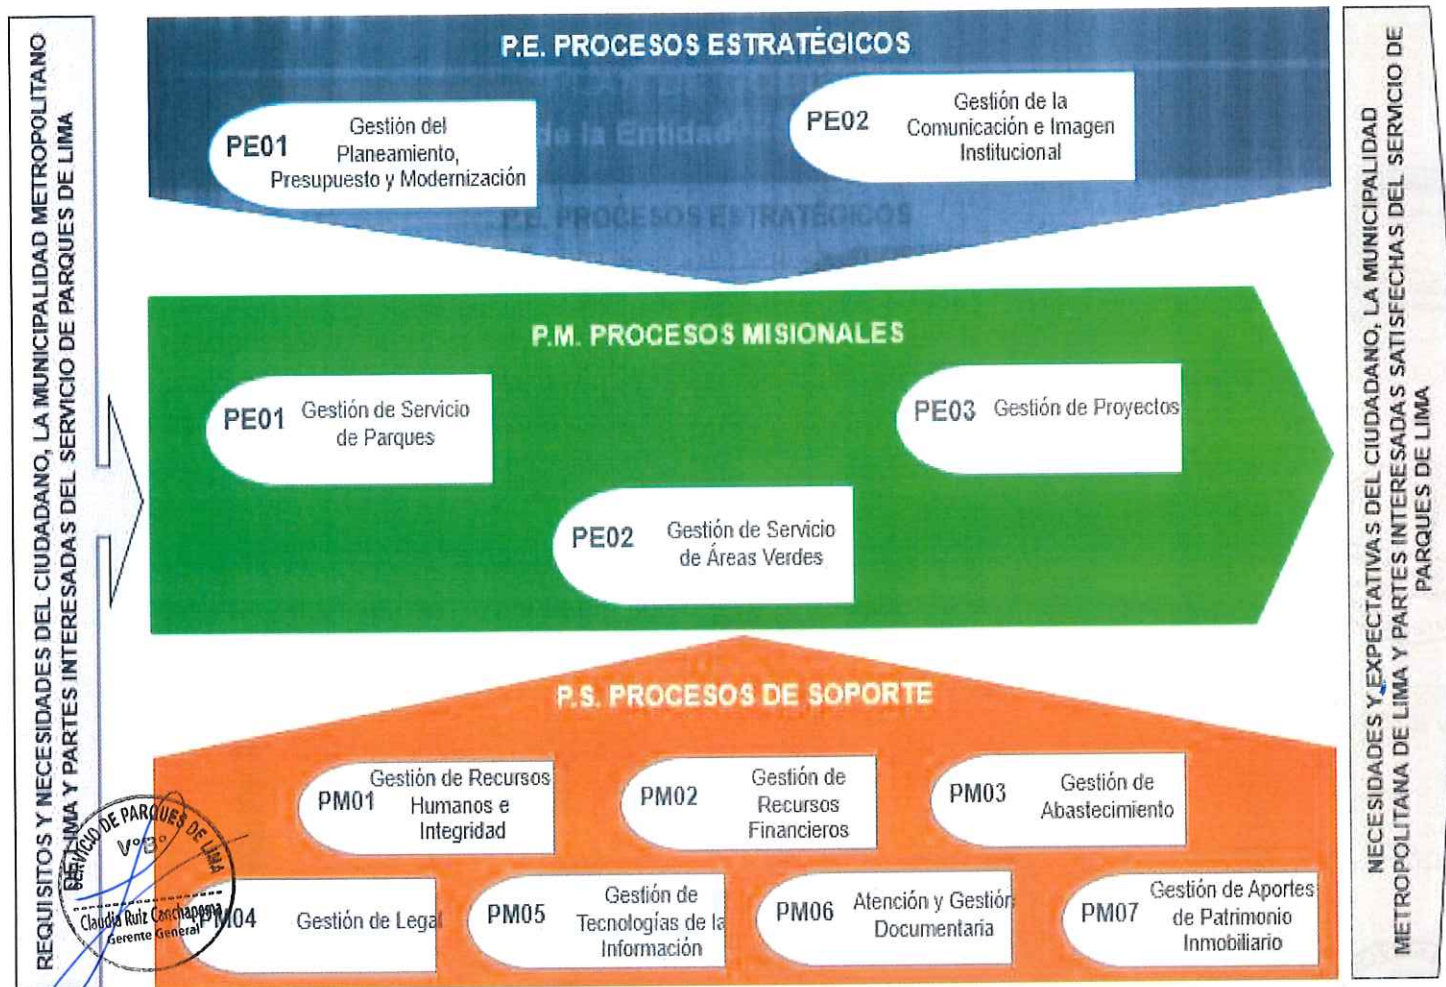 REQUISITOS Y NECESIDADES DEL CIUDADANO, LA MUNICIPALIDAD METROPOLITANO
DE LIMA Y PARTES INTERESADAS DEL SERVICIO DE PARQUES DE LIMA
P.E. PROCESOS ESTRATÉGICOS
PE01
Gestión del
Planeamiento,
Presupuesto y Modernización
PE02
Gestión de la
Comunicación e Imagen
Institucional
de la Entidad
P.E. PROCESOS ESTRATÉGICOS
P.M. PROCESOS MISIONALES
PE01
Gestión de Servicio
de Parques
PE03
Gestión de Proyectos
PE02
Gestión de Servicio
de Áreas Verdes
P.S. PROCESOS DE SOPORTE
PM01
Gestión de Recursos
Humanos e
Integridad
PM02
Gestión de
Recursos
Financieros
PM03
Gestión de
Abastecimiento
PM04
Gestión de Legal
PM05
Gestión de
Tecnologías de la
Información
PM06
Atención y Gestión
Documentaria
PM07
Gestión de Aportes
de Patrimonio
Inmobiliario
SERVICIO DE PARQUES DE LIMA
V°B°
Claudia Ruiz Canchapoma
Gerente General
NECESIDADES Y EXPECTATIVAS DEL CIUDADANO, LA MUNICIPALIDAD
METROPOLITANA DE LIMA Y PARTES INTERESADAS SATISFECHAS DEL SERVICIO DE
PARQUES DE LIMA